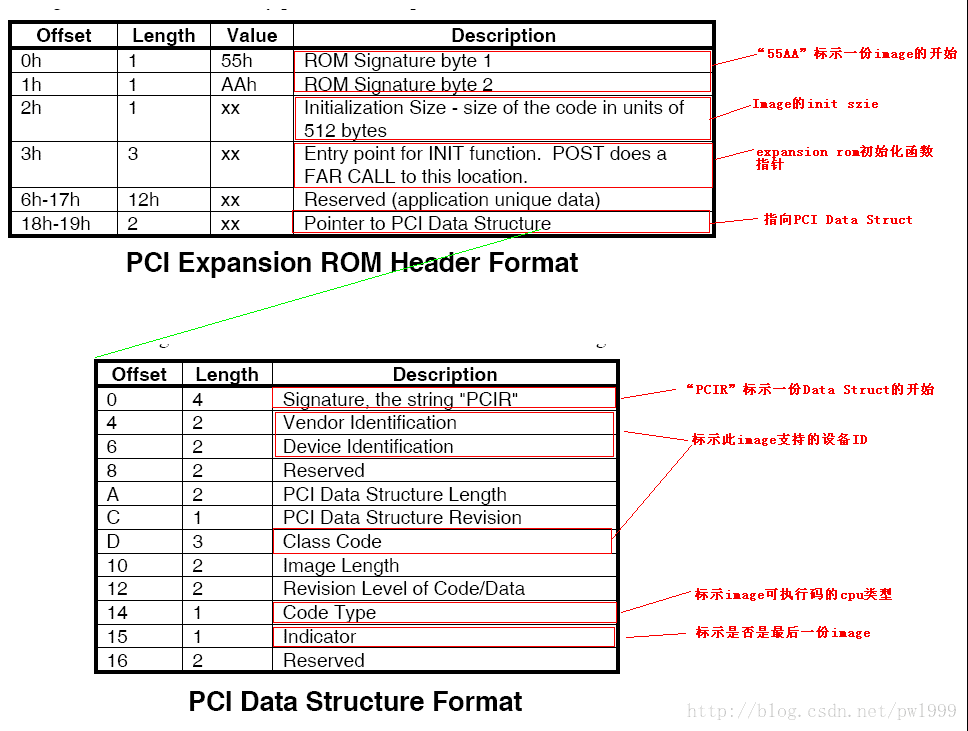 Offset Length Value Description
0h 1 55h ROM Signature byte 1
“55AA”标示一份image的开始
1h 1 AAh ROM Signature byte 2
2h 1 xx Initialization Size - size of the code in units of
512 bytes
Image的init szie
3h 3 xx Entry point for INIT function. POST does a
FAR CALL to this location.
expansion rom初始化函数
指针
6h-17h 12h xx Reserved (application unique data)
18h-19h 2 xx Pointer to PCI Data Structure
指向PCI Data Struct
PCI Expansion ROM Header Format
Offset Length Description
0 4 Signature, the string "PCIR"
“PCIR”标示一份Data Struct的开始
4 2 Vendor Identification
6 2 Device Identification
标示此image支持的设备ID
8 2 Reserved
A 2 PCI Data Structure Length
C 1 PCI Data Structure Revision
D 3 Class Code
10 2 Image Length
12 2 Revision Level of Code/Data
14 1 Code Type
标示image可执行码的cpu类型
15 1 Indicator
标示是否是最后一份image
16 2 Reserved
PCI Data Structure Format
http://blog.csdn.net/pwl999